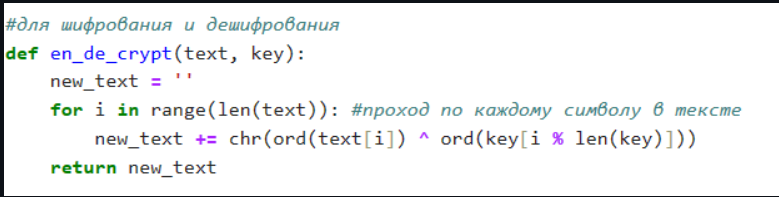 #для шифрования и дешифрования
def en_de_crypt(text, key):
    new_text = ''
    for i in range(len(text)): #проход по каждому символу в тексте
        new_text += chr(ord(text[i]) ^ ord(key[i % len(key)]))
    return new_text